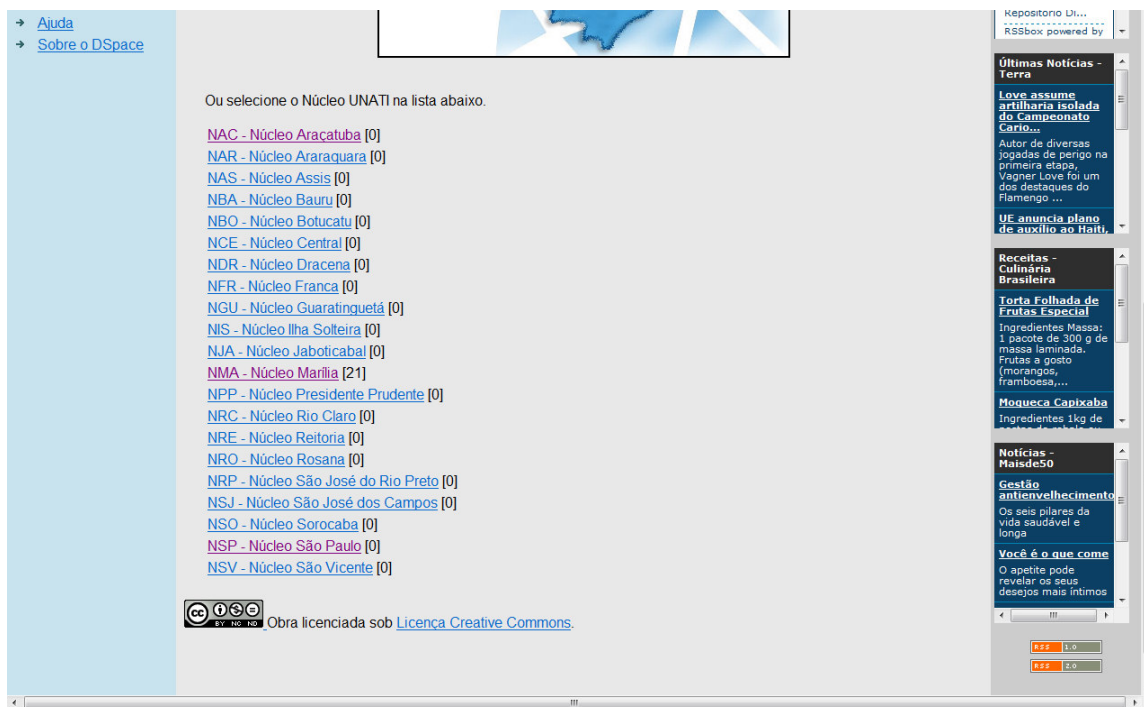 Ajuda
Sobre o DSpace
Ou selecione o Núcleo UNATI na lista abaixo.
NAC - Núcleo Araçatuba [0]
NAR - Núcleo Araraquara [0]
NAS - Núcleo Assis [0]
NBA - Núcleo Bauru [0]
NBO - Núcleo Botucatu [0]
NCE - Núcleo Central [0]
NDR - Núcleo Dracena [0]
NFR - Núcleo Franca [0]
NGU - Núcleo Guaratinguetá [0]
NIS - Núcleo Ilha Solteira [0]
NJA - Núcleo Jaboticabal [0]
NMA - Núcleo Marília [21]
NPP - Núcleo Presidente Prudente [0]
NRC - Núcleo Rio Claro [0]
NRE - Núcleo Reitoria [0]
NRO - Núcleo Rosana [0]
NRP - Núcleo São José do Rio Preto [0]
NSJ - Núcleo São José dos Campos [0]
NSO - Núcleo Sorocaba [0]
NSP - Núcleo São Paulo [0]
NSV - Núcleo São Vicente [0]
cc BY NC ND Obra licenciada sob Licença Creative Commons.
Repositório Di...
RSSbox powered by
Últimas Notícias -
Terra
Love assume
artilharia isolada
do Campeonato
Cario...
Autor de diversas
jogadas de perigo na
primeira etapa,
Vagner Love foi um
dos destaques do
Flamengo ...
UE anuncia plano
de auxílio ao Haiti,
Receitas -
Culinária
Brasileira
Torta Folhada de
Frutas Especial
Ingredientes Massa:
1 pacote de 300 g de
massa laminada.
Frutas a gosto
(morangos,
framboesa,...
Moqueca Capixaba
Ingredientes 1kg de
Notícias -
Maisde50
Gestão
antienvelhecimento
Os seis pilares da
vida saudável e
longa
Você é o que come
O apetite pode
revelar os seus
desejos mais íntimos
RSS 1.0
RSS 2.0